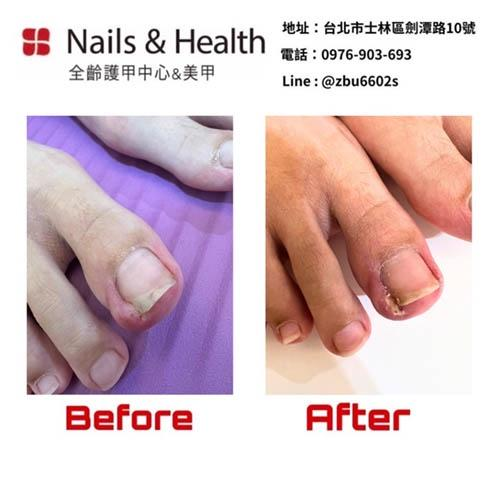 Nails & Health
全齡護甲中心&美甲
地址：台北市士林區劍潭路10號
電話：0976-903-693
Line : @zbu6602s
Before
After